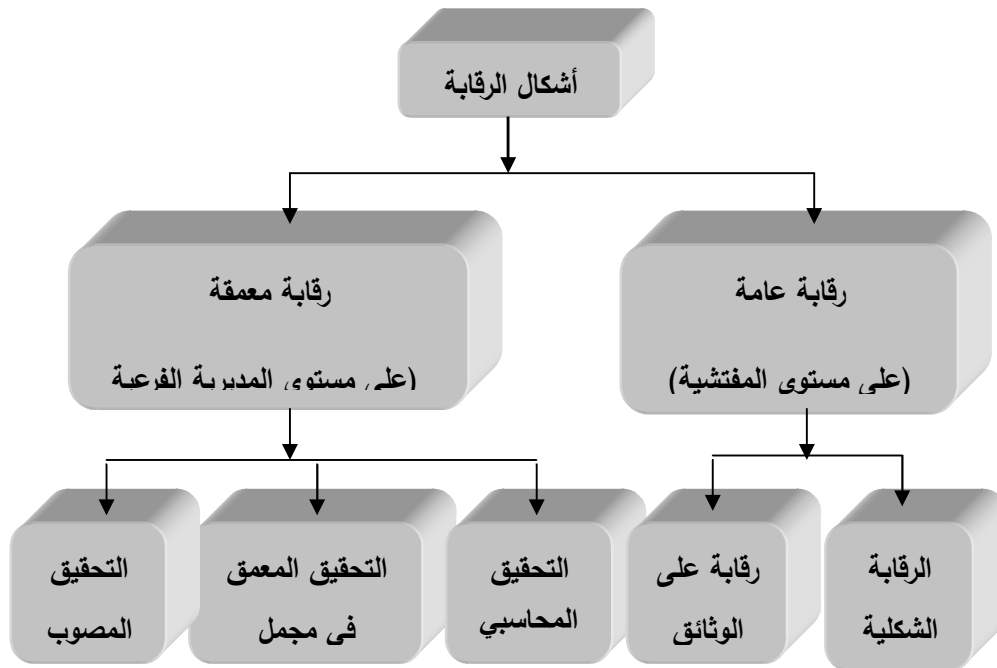 أشكال الرقابة
رقابة عامة
(على مستوى المفتشية)
رقابة معمقة
(على مستوى المديرية الفرعية
الرقابة
الشكلية
رقابة على
الوثائق
التحقيق
المحاسبي
التحقيق المعمق
في مجمل
التحقيق
المصوب